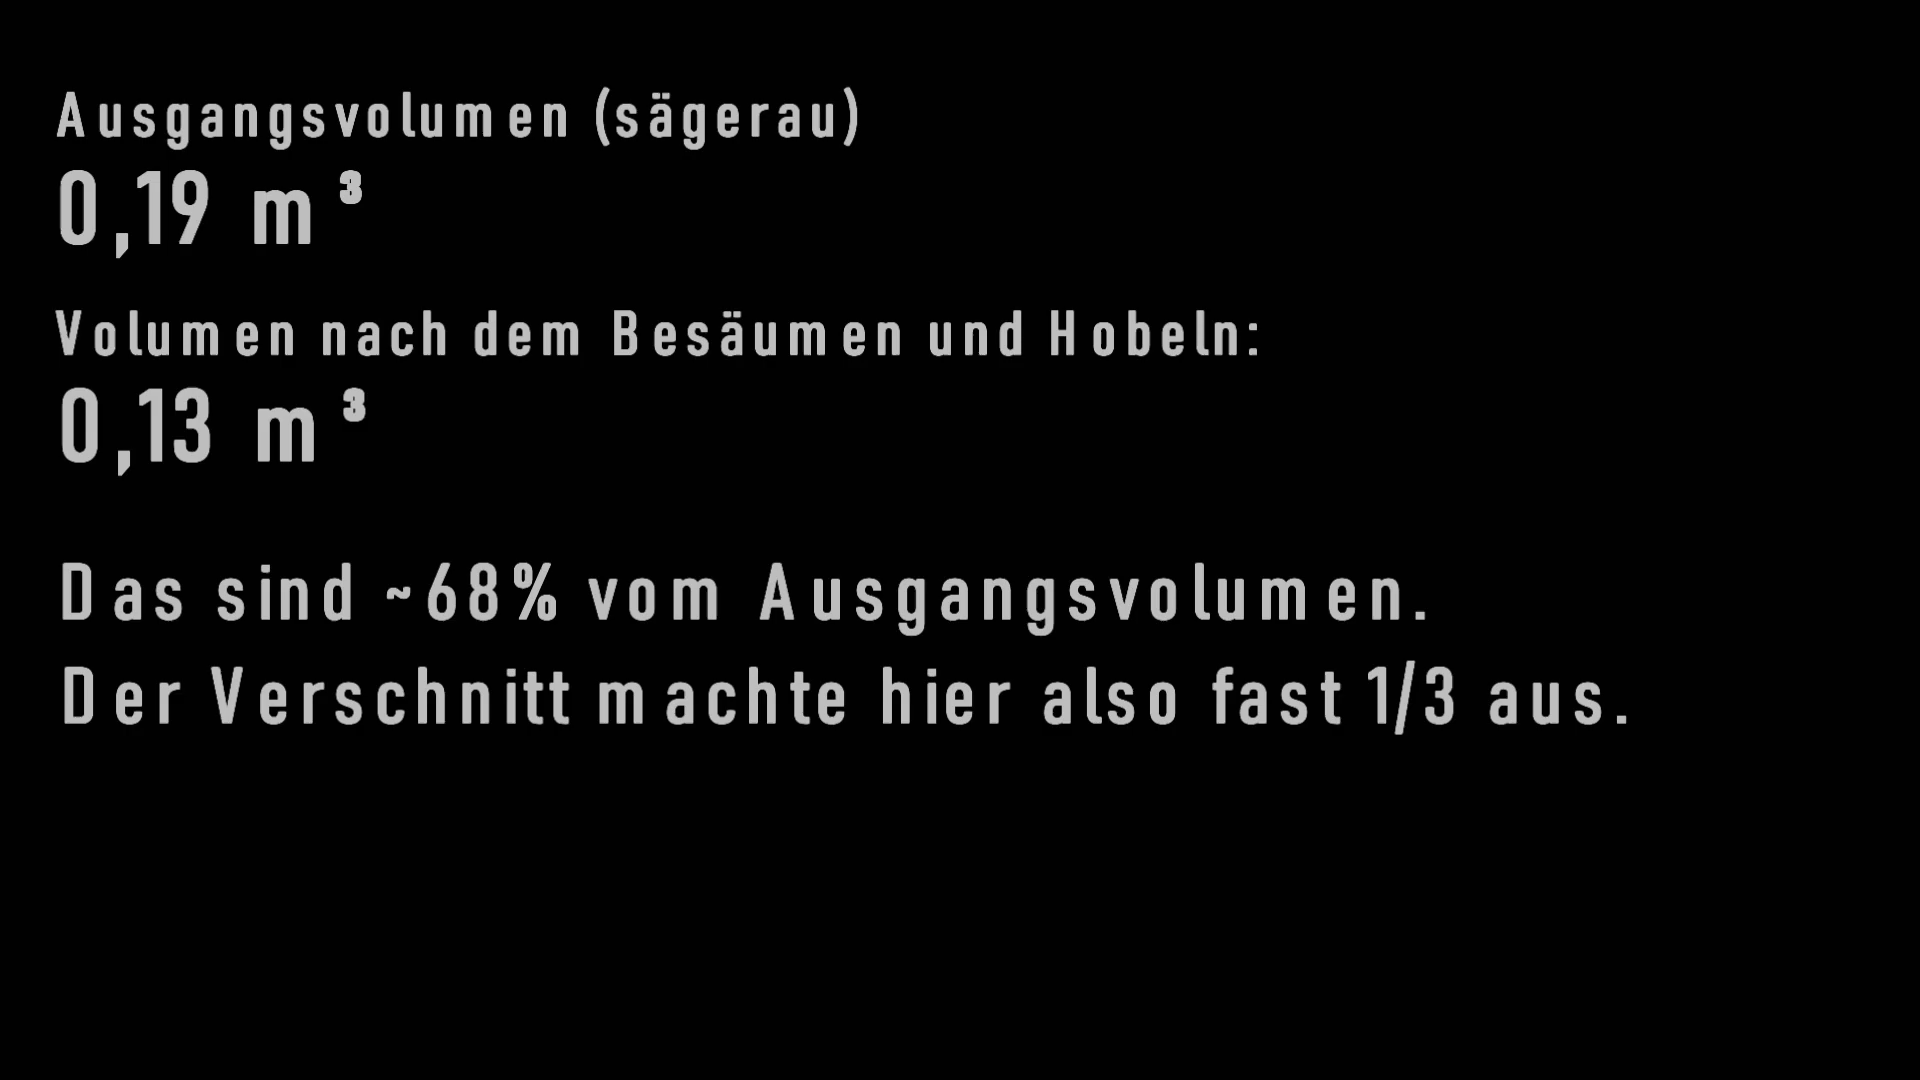 Ausgangsvolumen (sägerau)
0,19 m³
Volumen nach dem Besäumen und Hobeln:
0,13 m³
Das sind ~68% vom Ausgangsvolumen.
Der Verschnitt machte hier also fast 1/3 aus.